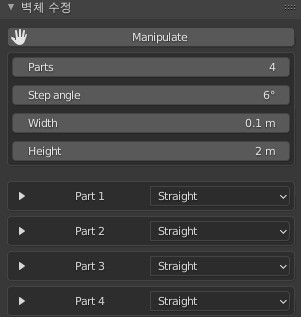 벽체 수정
Manipulate
Parts 4
Step angle 6°
Width 0.1 m
Height 2 m
Part 1 Straight
Part 2 Straight
Part 3 Straight
Part 4 Straight